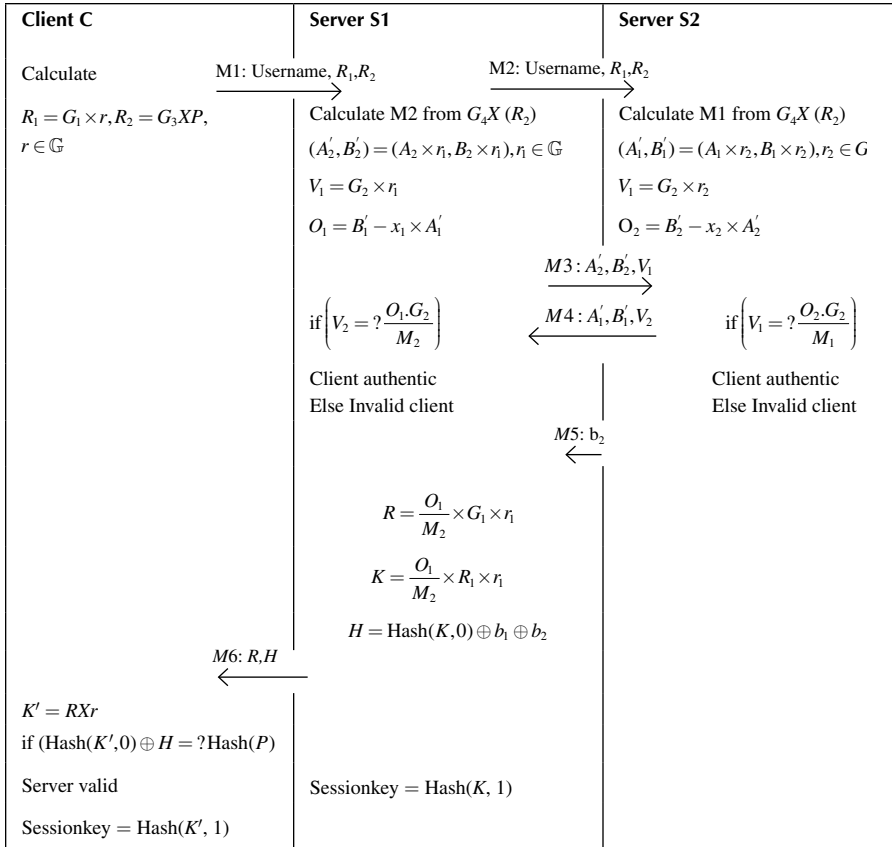 Client C
Server S1
Server S2
Calculate
M1: Username, R₁,R₂
M2: Username, R₁,R₂
R₁ = G₁ × r, R₂ = G₃XP,
r ∈ 𝔾
Calculate M2 from G₄X (R₂)
(A₂′, B₂′) = (A₂ × r₁, B₂ × r₁), r₁ ∈ 𝔾
V₁ = G₂ × r₁
O₁ = B₁′ − x₁ × A₁′
Calculate M1 from G₄X (R₂)
(A₁′, B₁′) = (A₁ × r₂, B₁ × r₂), r₂ ∈ G
V₁ = G₂ × r₂
O₂ = B₂′ − x₂ × A₂′
M3 : A₂′, B₂′, V₁
M4 : A₁′, B₁′, V₂
if (V₂ = ? O₁.G₂ / M₂)
Client authentic
Else Invalid client
if (V₁ = ? O₂.G₂ / M₁)
Client authentic
Else Invalid client
M5: b₂
R = O₁ / M₂ × G₁ × r₁
K = O₁ / M₂ × R₁ × r₁
H = Hash(K,0) ⊕ b₁ ⊕ b₂
M6: R,H
K′ = RXr
if (Hash(K′,0) ⊕ H = ?Hash(P)
Server valid
Sessionkey = Hash(K, 1)
Sessionkey = Hash(K′, 1)